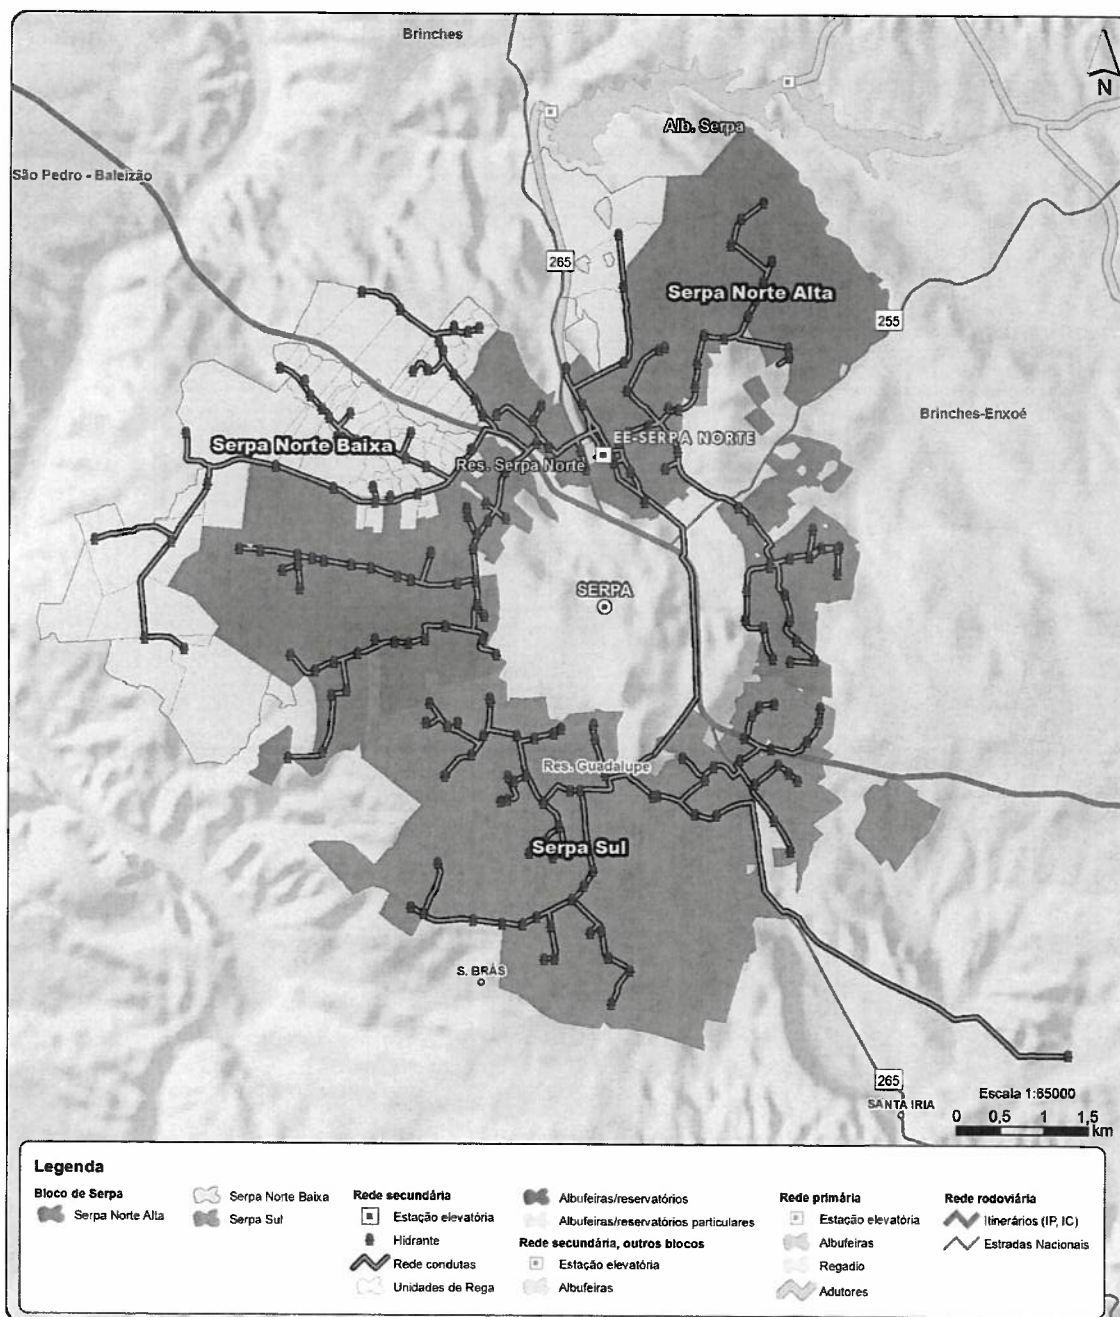 Brinches
N
Alb. Serpa
São Pedro - Baleizão
265
Serpa Norte Alta
255
Brinches-Enxoé
EE-SERPA NORTE
Serpa Norte Baixa
Res. Serpa Norte
SERPA
Res. Guadalupe
Serpa Sul
S. BRÁS
265
SANTA IRIA
Escala 1:65000
0 0,5 1 1,5
km
Legenda
Bloco de Serpa
Serpa Norte Alta
Serpa Norte Baixa
Serpa Sul
Rede secundária
Estação elevatória
Hidrante
Rede condutas
Unidades de Rega
Albufeiras/reservatórios
Albufeiras/reservatórios particulares
Rede secundária, outros blocos
Estação elevatória
Albufeiras
Rede primária
Estação elevatória
Albufeiras
Regadio
Adutores
Rede rodoviária
Itinerários (IP, IC)
Estradas Nacionais